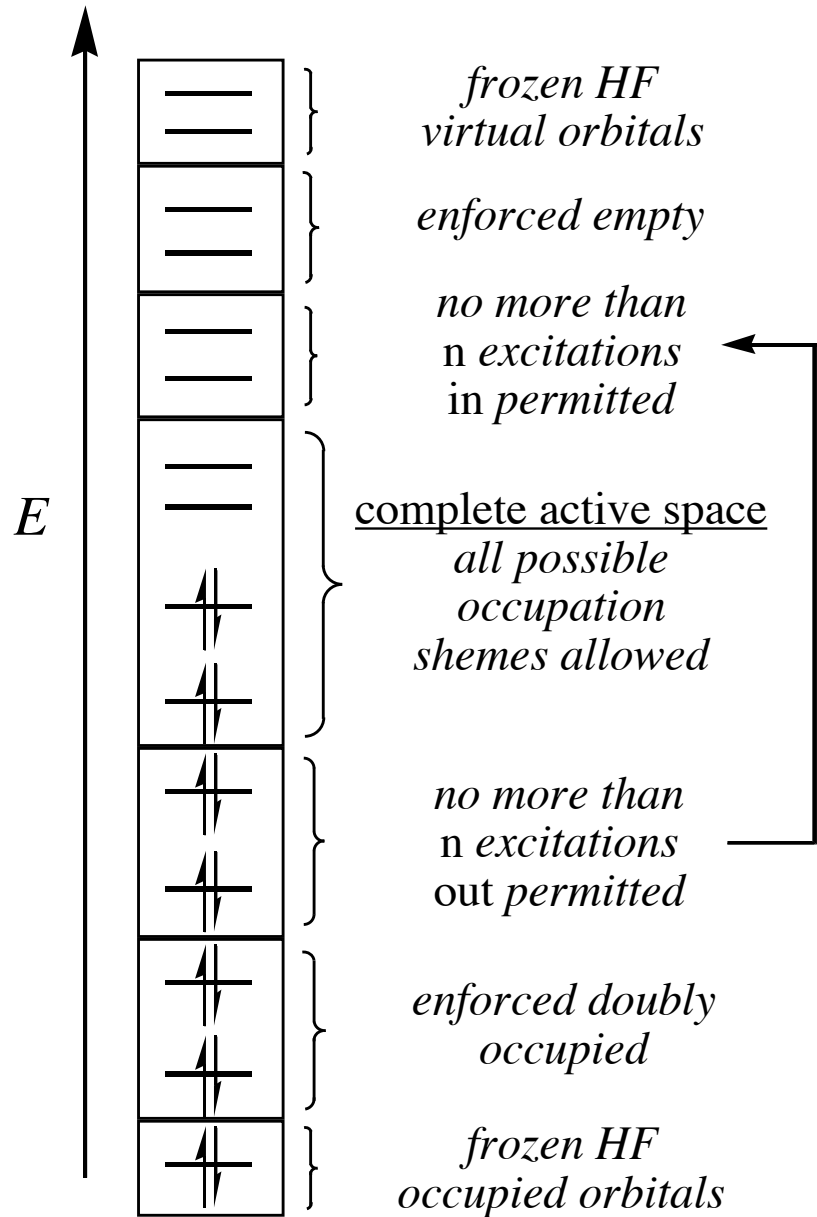 frozen HF
virtual orbitals
enforced empty
no more than
n excitations
in permitted
E
complete active space
all possible
occupation
shemes allowed
no more than
n excitations
out permitted
enforced doubly
occupied
frozen HF
occupied orbitals